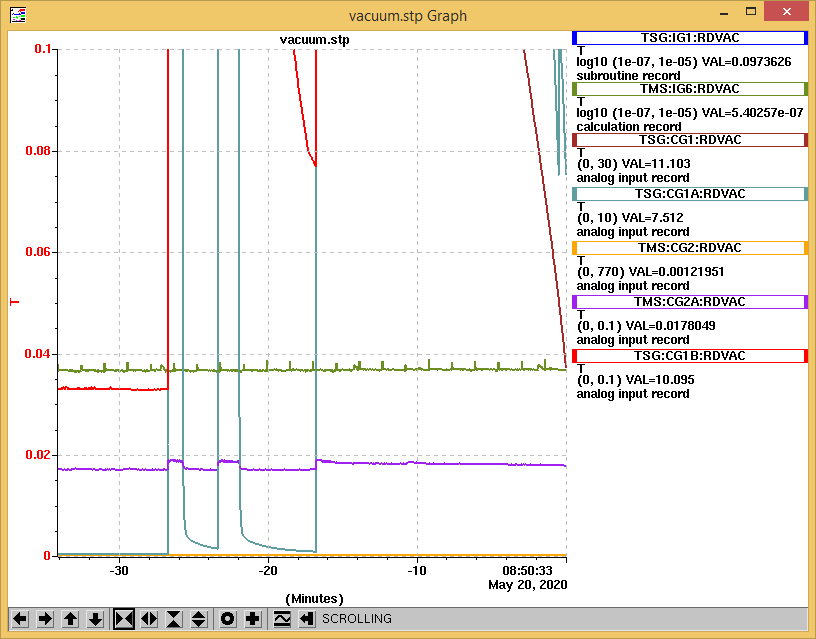 vacuum.stp Graph
vacuum.stp
0.1
0.08
0.06
T
0.04
0.02
0
-30
-20
-10
08:50:33
May 20, 2020
(Minutes)
TSG:IG1:RDVAC
T
log10 (1e-07, 1e-05) VAL=0.0973626
subroutine record
TMS:IG6:RDVAC
T
log10 (1e-07, 1e-05) VAL=5.40257e-07
calculation record
TSG:CG1:RDVAC
T
(0, 30) VAL=11.103
analog input record
TSG:CG1A:RDVAC
T
(0, 10) VAL=7.512
analog input record
TMS:CG2:RDVAC
T
(0, 770) VAL=0.00121951
analog input record
TMS:CG2A:RDVAC
T
(0, 0.1) VAL=0.0178049
analog input record
TSG:CG1B:RDVAC
T
(0, 0.1) VAL=10.095
analog input record
SCROLLING